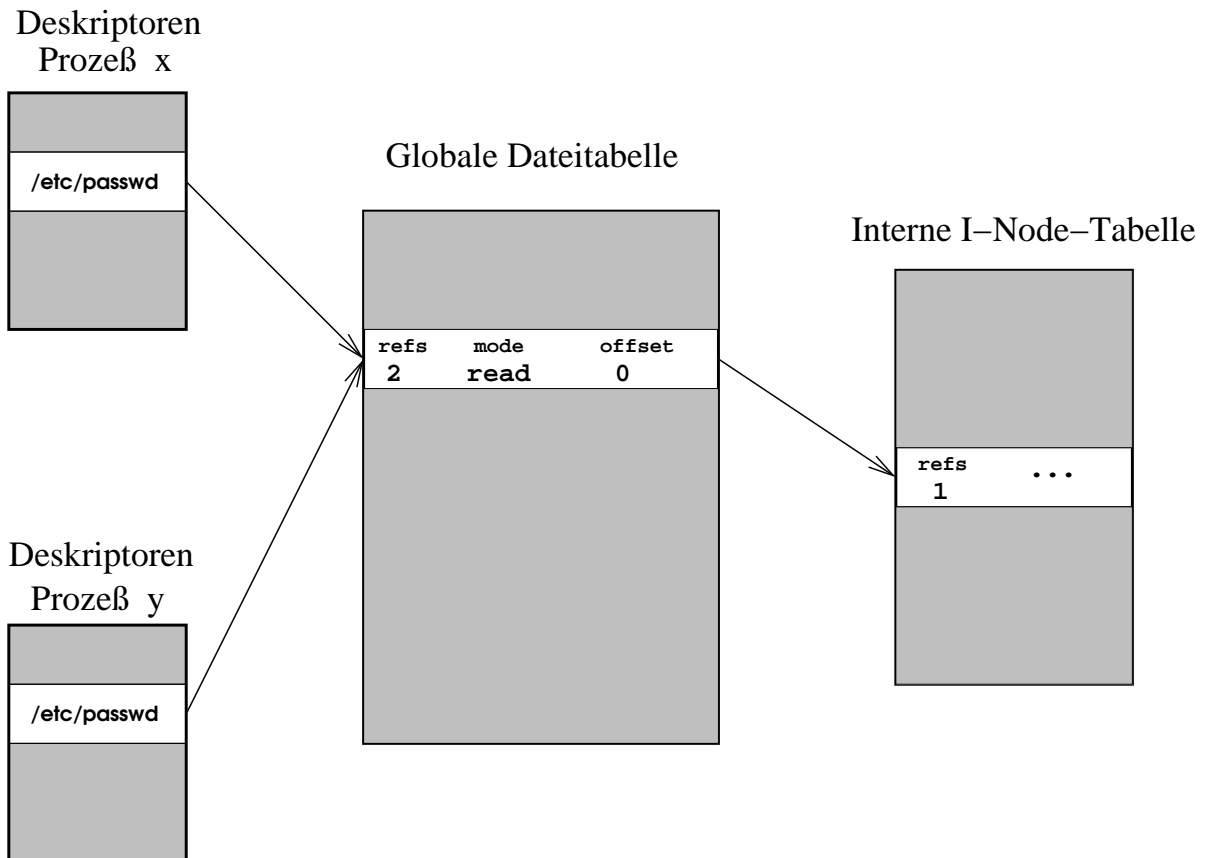 Deskriptoren
Prozeß x
/etc/passwd
Globale Dateitabelle
refs mode offset
2 read 0
Interne I−Node−Tabelle
refs ...
1
Deskriptoren
Prozeß y
/etc/passwd